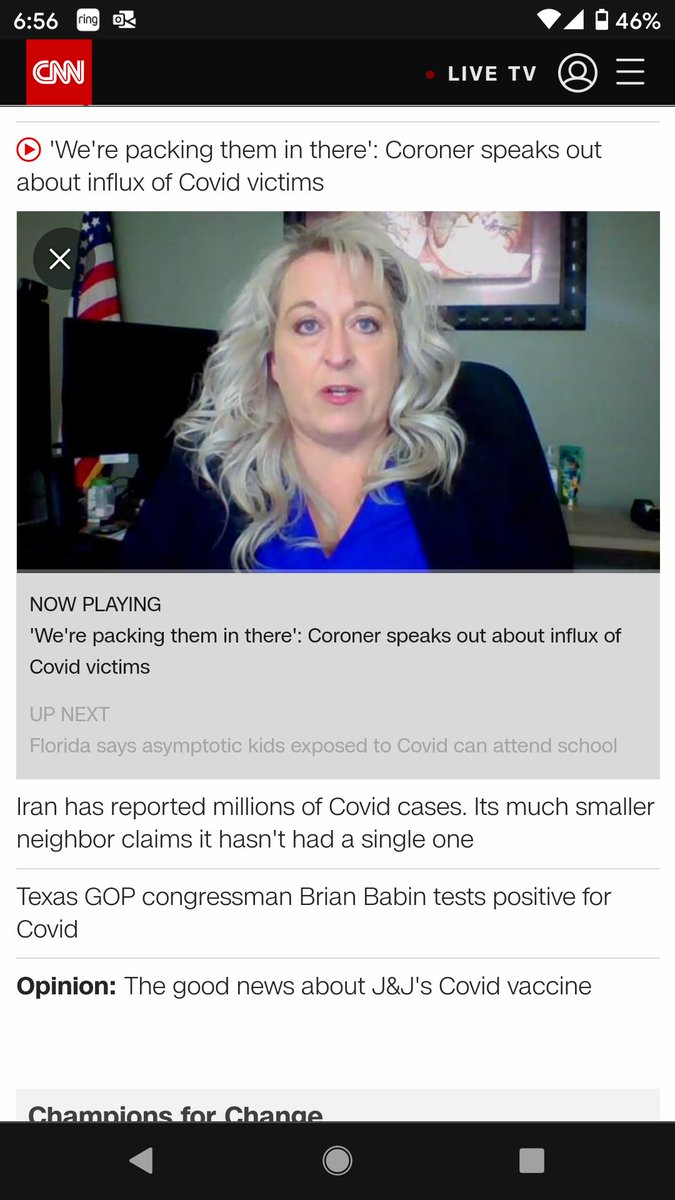 6:56 ring 46%
CNN LIVE TV
'We're packing them in there': Coroner speaks out
about influx of Covid victims
NOW PLAYING
'We're packing them in there': Coroner speaks out about influx of
Covid victims
UP NEXT
Florida says asymptotic kids exposed to Covid can attend school
Iran has reported millions of Covid cases. Its much smaller
neighbor claims it hasn't had a single one
Texas GOP congressman Brian Babin tests positive for
Covid
Opinion: The good news about J&J's Covid vaccine
Champions for Change